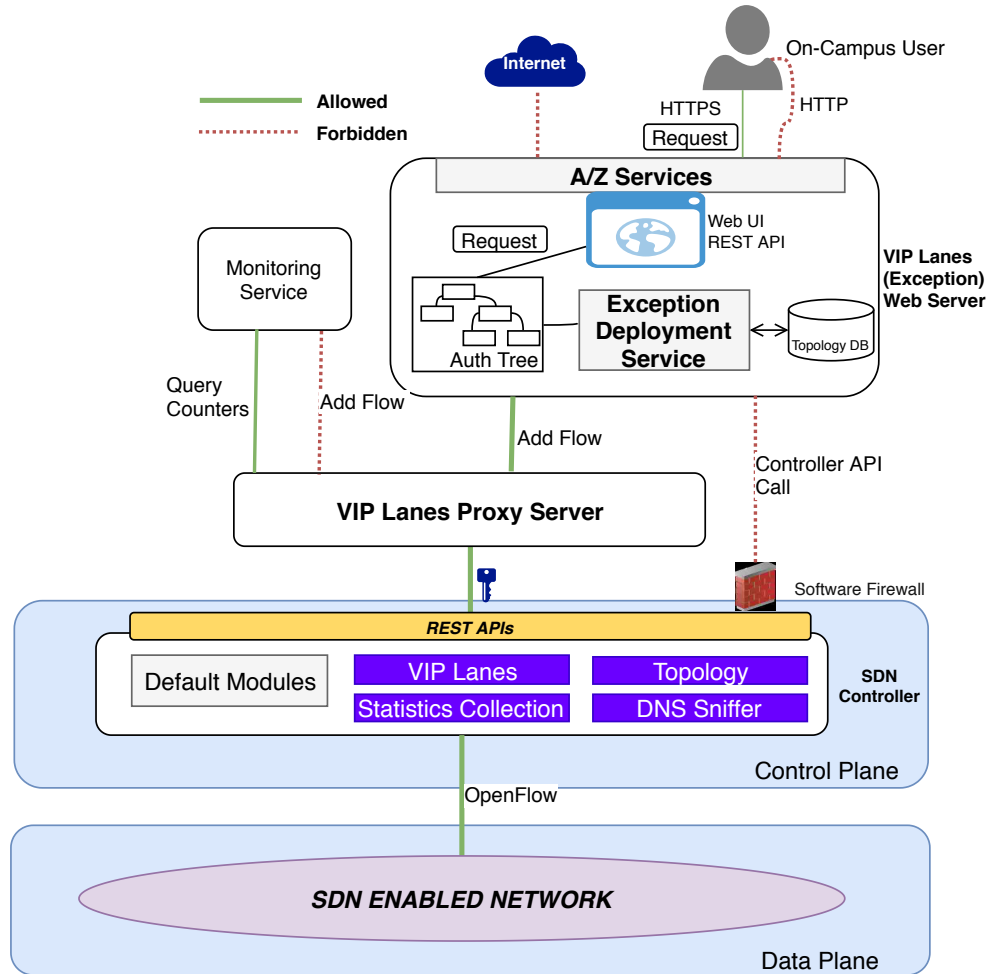 Internet
On-Campus User
Allowed
Forbidden
HTTPS
HTTP
Request
A/Z Services
Request
Web UI
REST API
VIP Lanes
(Exception)
Web Server
Monitoring
Service
Exception
Deployment
Service
Auth Tree
Topology DB
Query
Counters
Add Flow
Add Flow
Controller API
Call
VIP Lanes Proxy Server
Software Firewall
REST APIs
Default Modules
VIP Lanes
Topology
Statistics Collection
DNS Sniffer
SDN
Controller
Control Plane
OpenFlow
SDN ENABLED NETWORK
Data Plane